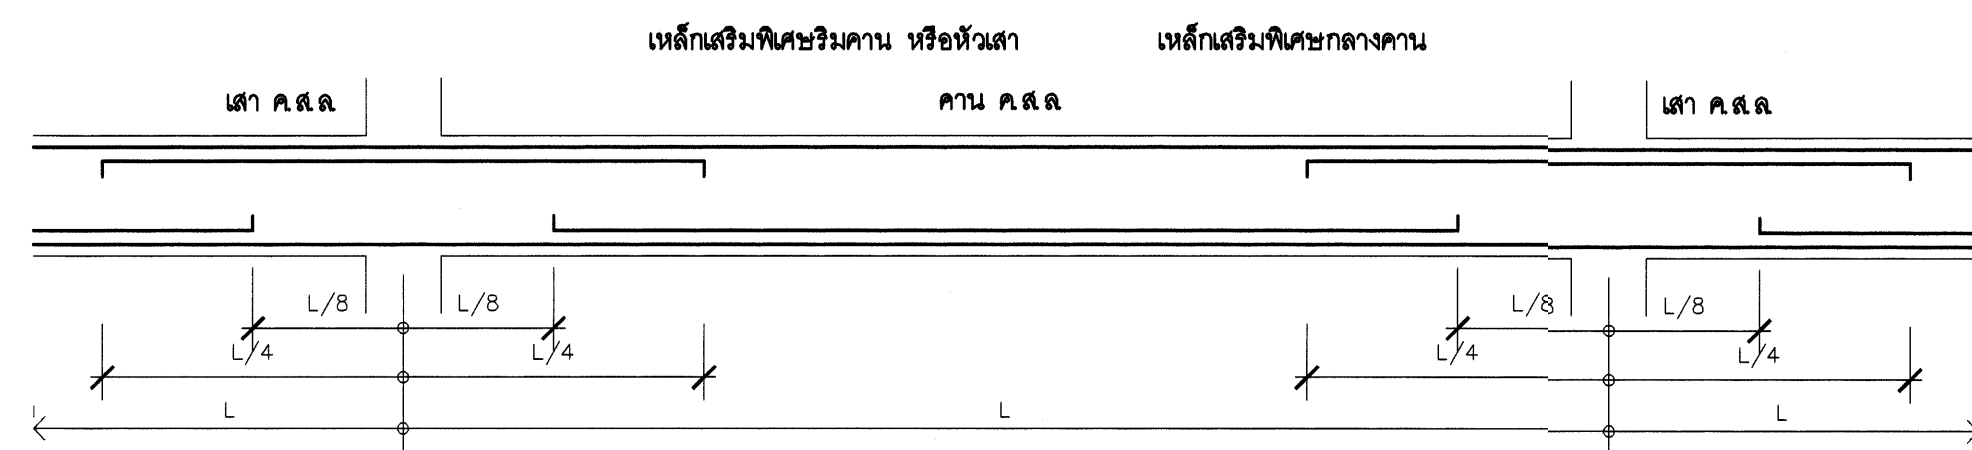 เหล็กเสริมพิเศษริมคาน หรือหัวเสา เหล็กเสริมพิเศษกลางคาน
เสา ค.ส.ล. คาน ค.ส.ล. เสา ค.ส.ล.
L/8 L/8 L/8 L/8
L/4 L/4 L/4 L/4
L L L